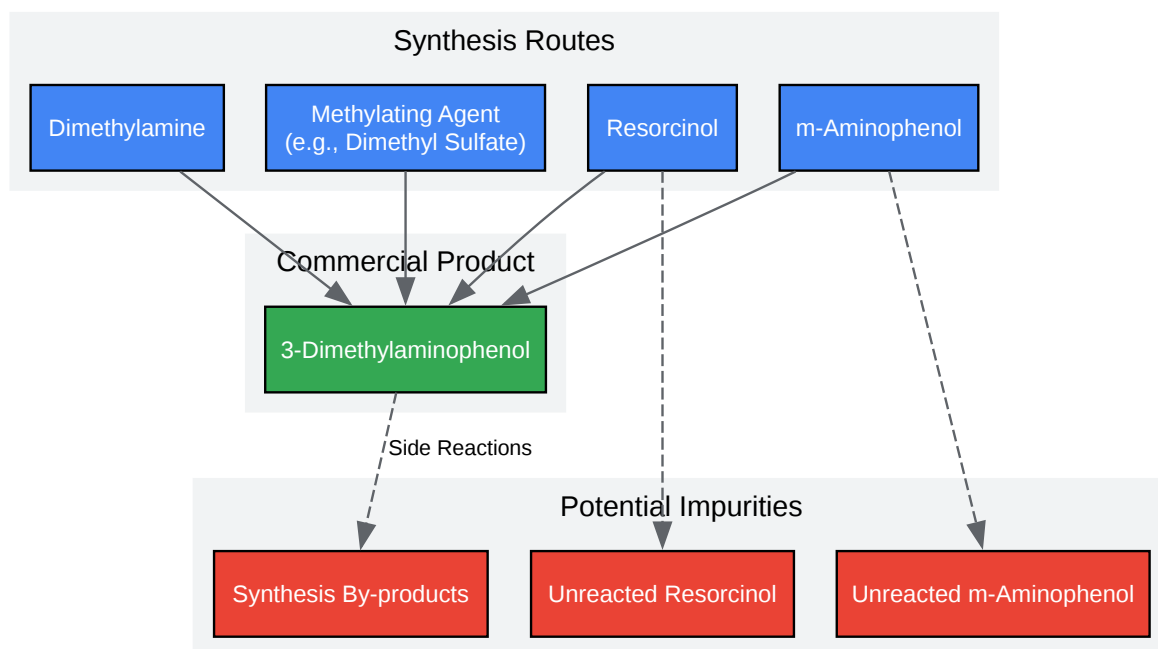 Synthesis Routes
Dimethylamine
Methylating Agent
(e.g., Dimethyl Sulfate)
Resorcinol
m-Aminophenol
Commercial Product
3-Dimethylaminophenol
Side Reactions
Potential Impurities
Synthesis By-products
Unreacted Resorcinol
Unreacted m-Aminophenol